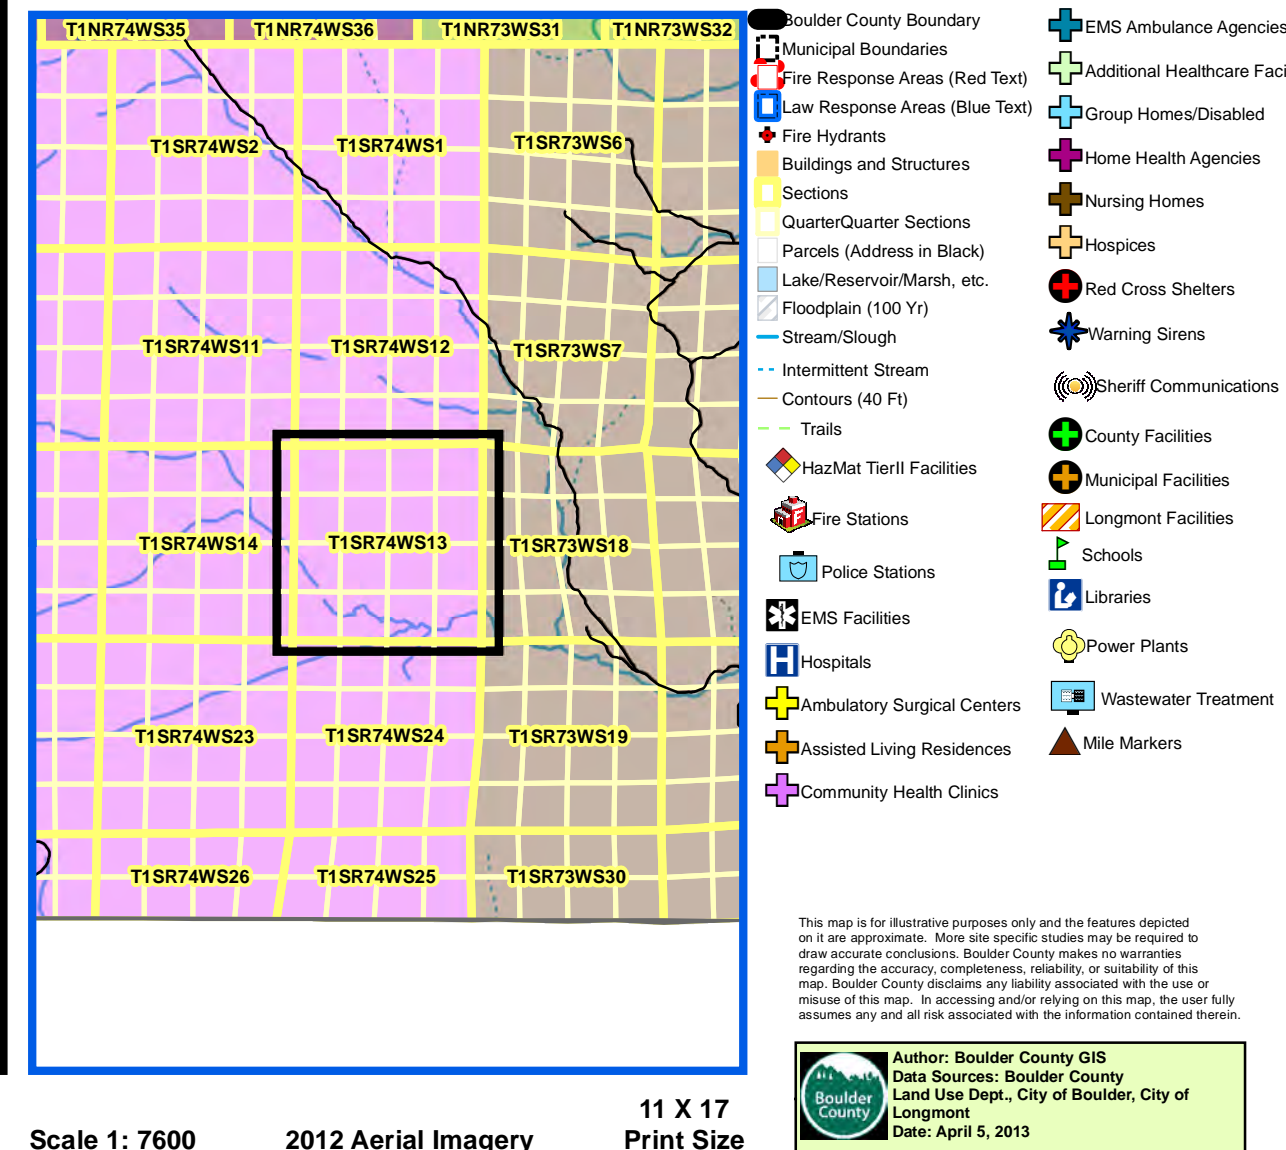 T1NR74WS35
T1NR74WS36
T1NR73WS31
T1NR73WS32
T1SR74WS2
T1SR74WS1
T1SR73WS6
T1SR74WS11
T1SR74WS12
T1SR73WS7
T1SR74WS14
T1SR74WS13
T1SR73WS18
T1SR74WS23
T1SR74WS24
T1SR73WS19
T1SR74WS26
T1SR74WS25
T1SR73WS30
Boulder County Boundary
Municipal Boundaries
Fire Response Areas (Red Text)
Law Response Areas (Blue Text)
Fire Hydrants
Buildings and Structures
Sections
QuarterQuarter Sections
Parcels (Address in Black)
Lake/Reservoir/Marsh, etc.
Floodplain (100 Yr)
Stream/Slough
Intermittent Stream
Contours (40 Ft)
Trails
HazMat TierII Facilities
Fire Stations
Police Stations
EMS Facilities
H Hospitals
Ambulatory Surgical Centers
Assisted Living Residences
Community Health Clinics
EMS Ambulance Agencies
Additional Healthcare Faci
Group Homes/Disabled
Home Health Agencies
Nursing Homes
Hospices
Red Cross Shelters
Warning Sirens
Sheriff Communications
County Facilities
Municipal Facilities
Longmont Facilities
Schools
Libraries
Power Plants
Wastewater Treatment
Mile Markers
This map is for illustrative purposes only and the features depicted
on it are approximate. More site specific studies may be required to
draw accurate conclusions. Boulder County makes no warranties
regarding the accuracy, completeness, reliability, or suitability of this
map. Boulder County disclaims any liability associated with the use or
misuse of this map. In accessing and/or relying on this map, the user fully
assumes any and all risk associated with the information contained therein.
Boulder
County
Author: Boulder County GIS
Data Sources: Boulder County
Land Use Dept., City of Boulder, City of
Longmont
Date: April 5, 2013
Scale 1: 7600
2012 Aerial Imagery
11 X 17
Print Size